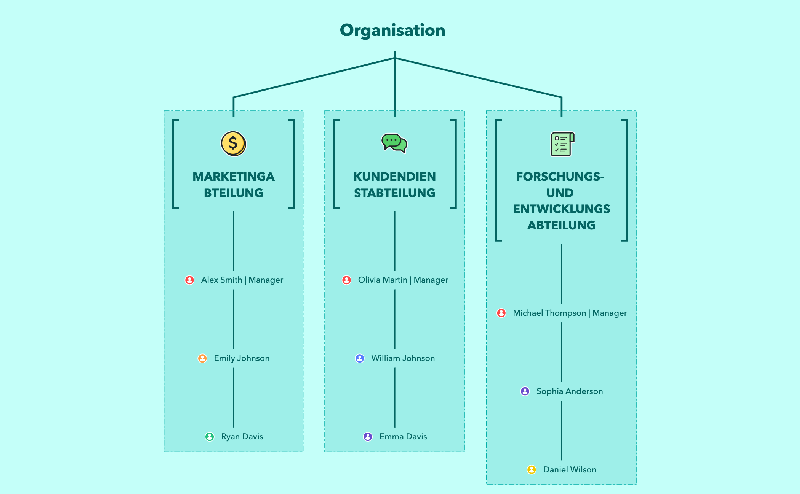 Organisation
MARKETINGA
BTEILUNG
Alex Smith | Manager
Emily Johnson
Ryan Davis
KUNDENDIEN
STABTEILUNG
Olivia Martin | Manager
William Johnson
Emma Davis
FORSCHUNGS-
UND
ENTWICKLUNGS
ABTEILUNG
Michael Thompson | Manager
Sophia Anderson
Daniel Wilson